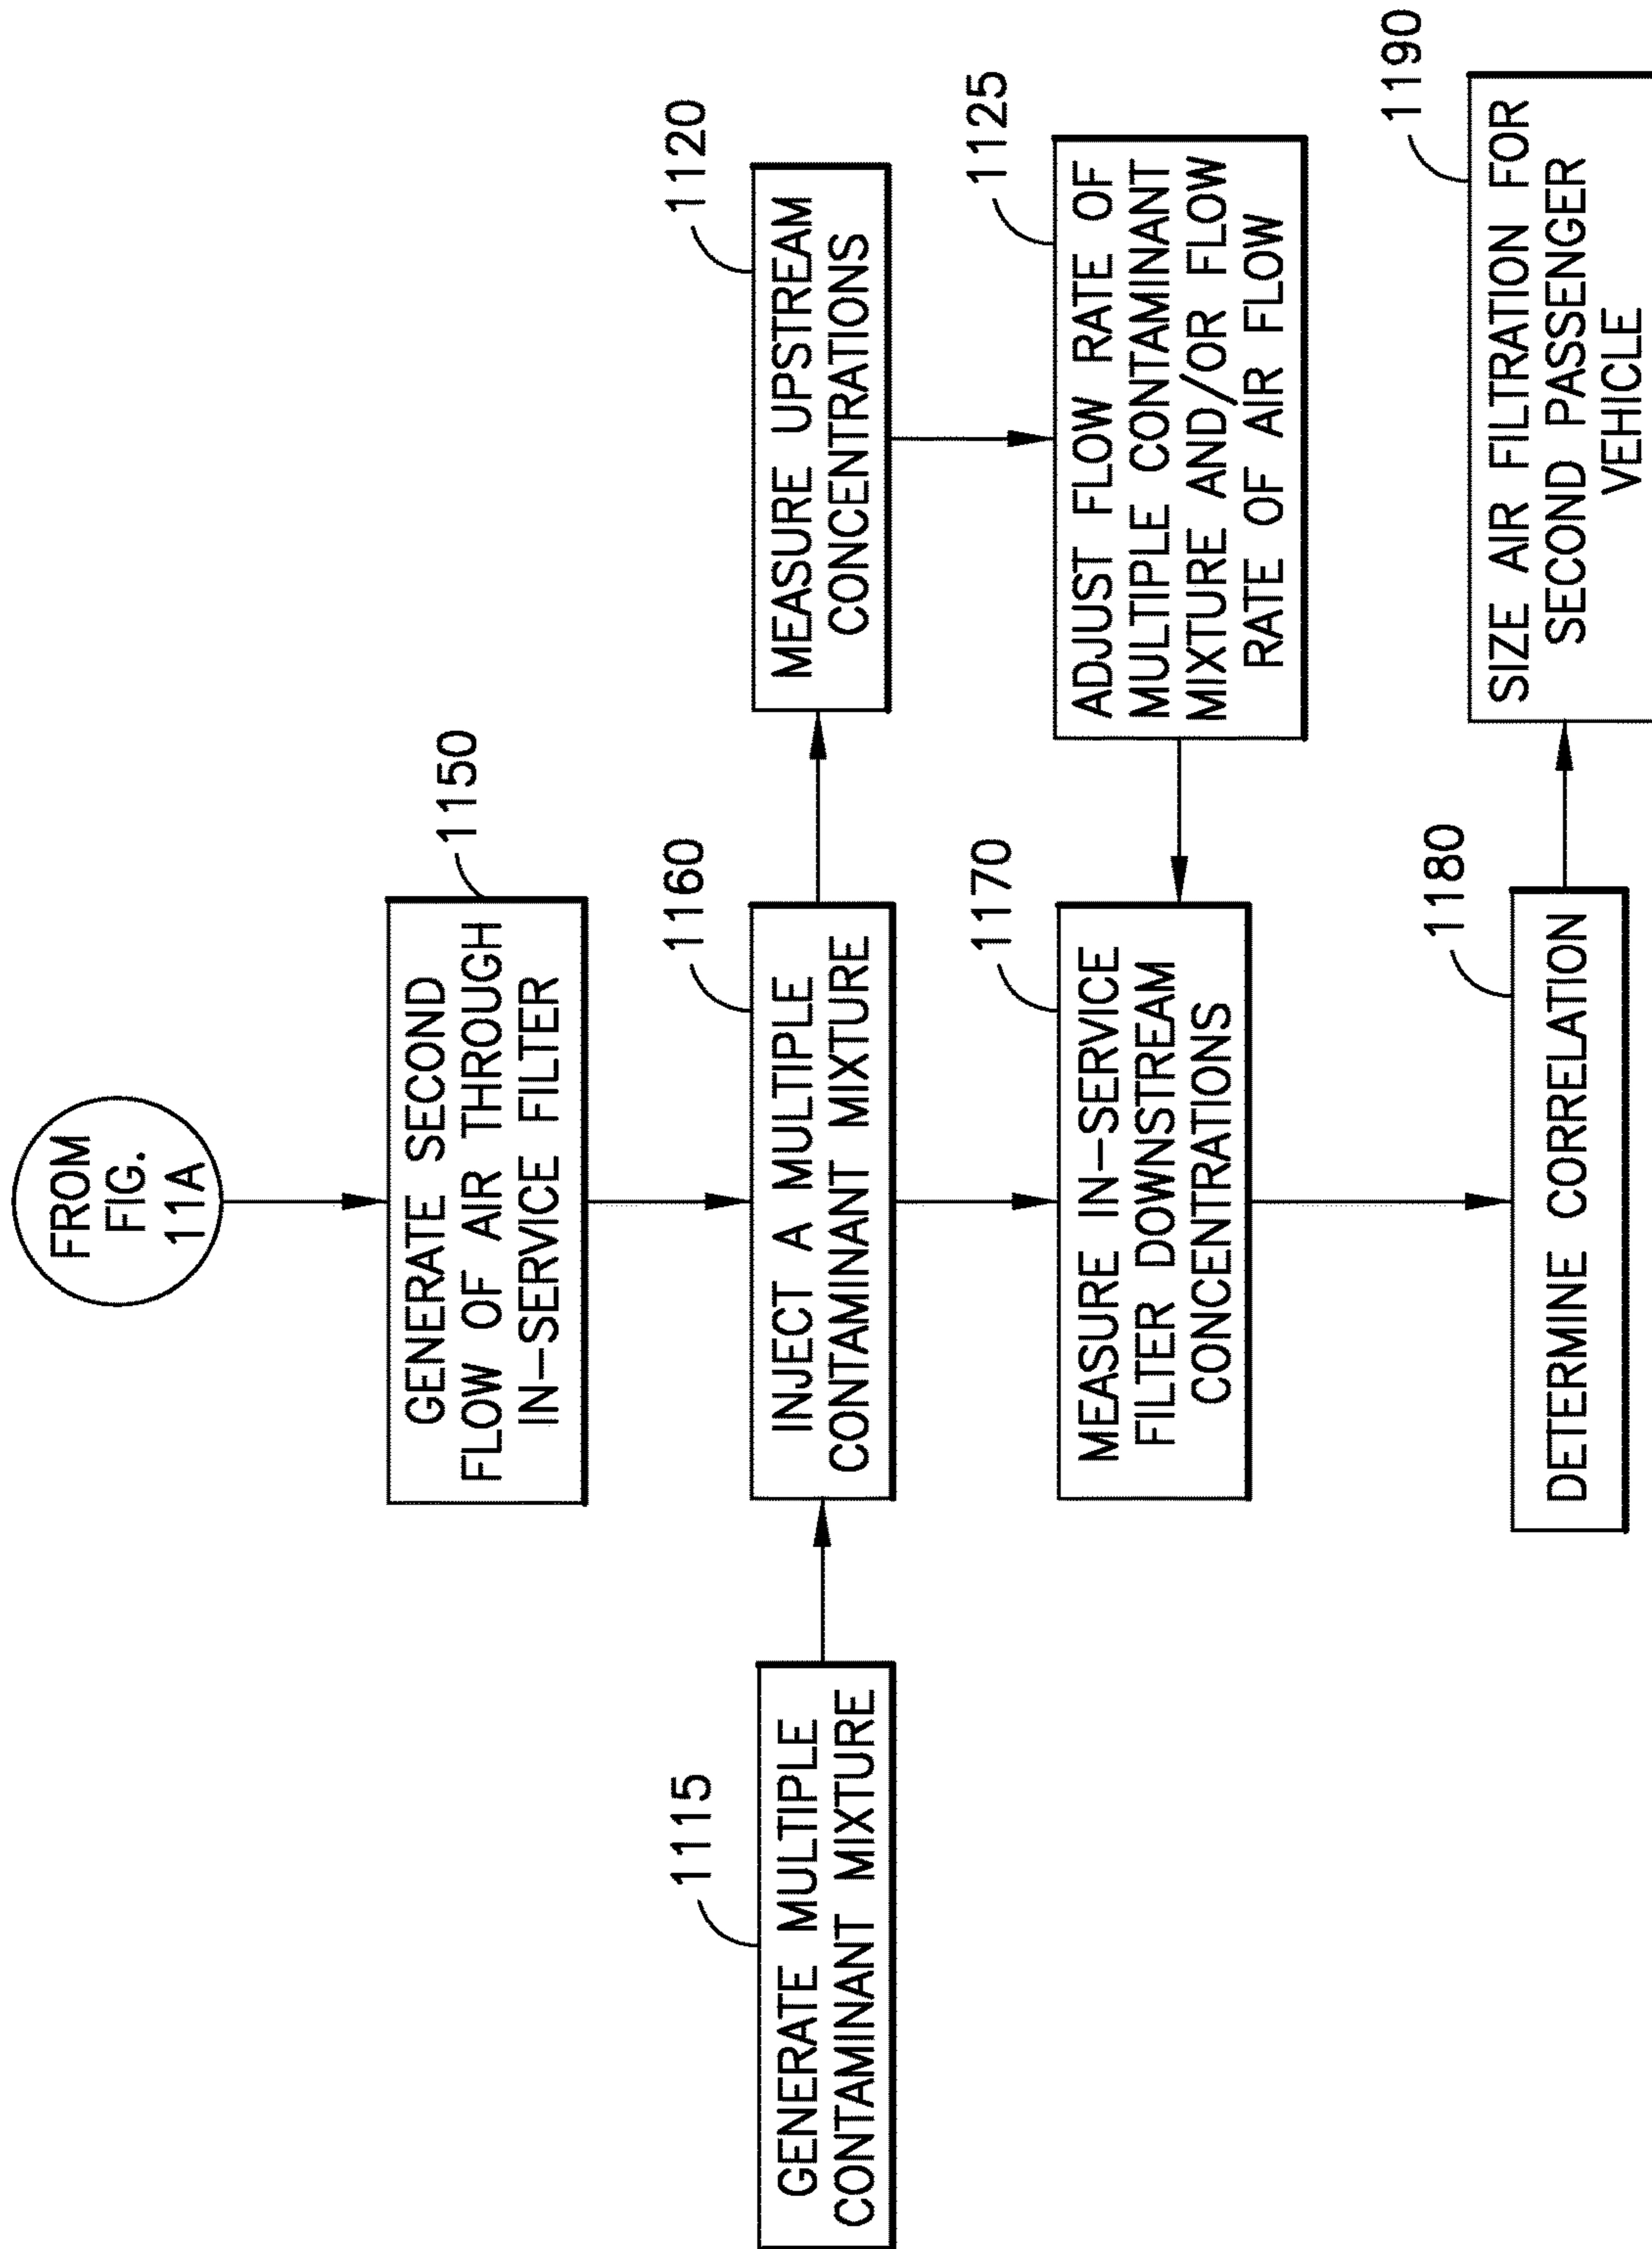 FROM
FIG.
11A
1150
GENERATE SECOND
FLOW OF AIR THROUGH
IN-SERVICE FILTER
1115
GENERATE MULTIPLE
CONTAMINANT MIXTURE
1160
INJECT A MULTIPLE
CONTAMINANT MIXTURE
1120
MEASURE UPSTREAM
CONCENTRATIONS
1170
MEASURE IN-SERVICE
FILTER DOWNSTREAM
CONCENTRATIONS
1125
ADJUST FLOW RATE OF
MULTIPLE CONTAMINANT
MIXTURE AND/OR FLOW
RATE OF AIR FLOW
1180
DETERMINE CORRELATION
1190
SIZE AIR FILTRATION FOR
SECOND PASSENGER
VEHICLE